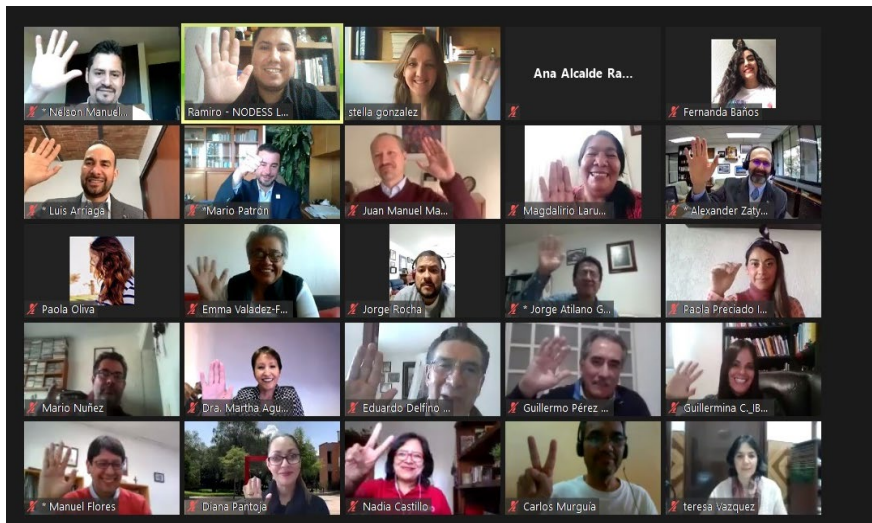 * Nelson Manuel...
Ramiro - NODESS L...
stella gonzalez
Ana Alcalde Ra...
Fernanda Baños
* Luis Arriaga
*Mario Patrón
Juan Manuel Ma...
Magdalirio Laru...
* Alexander Zaty...
Paola Oliva
Emma Valadez-F...
Jorge Rocha
* Jorge Atilano G...
Paola Preciado I...
Mario Nuñez
Dra. Martha Agu...
Eduardo Delfino ...
Guillermo Pérez ...
Guillermina C._IB...
* Manuel Flores
Diana Pantoja
Nadia Castillo
Carlos Murguía
teresa Vazquez